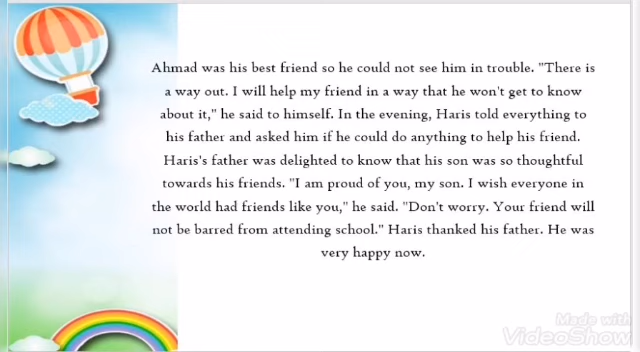 Ahmad was his best friend so he could not see him in trouble. "There is
a way out. I will help my friend in a way that he won't get to know
about it," he said to himself. In the evening, Haris told everything to
his father and asked him if he could do anything to help his friend.
Haris's father was delighted to know that his son was so thoughtful
towards his friends. "I am proud of you, my son. I wish everyone in
the world had friends like you," he said. "Don't worry. Your friend will
not be barred from attending school." Haris thanked his father. He was
very happy now.
Made with
VideoShow